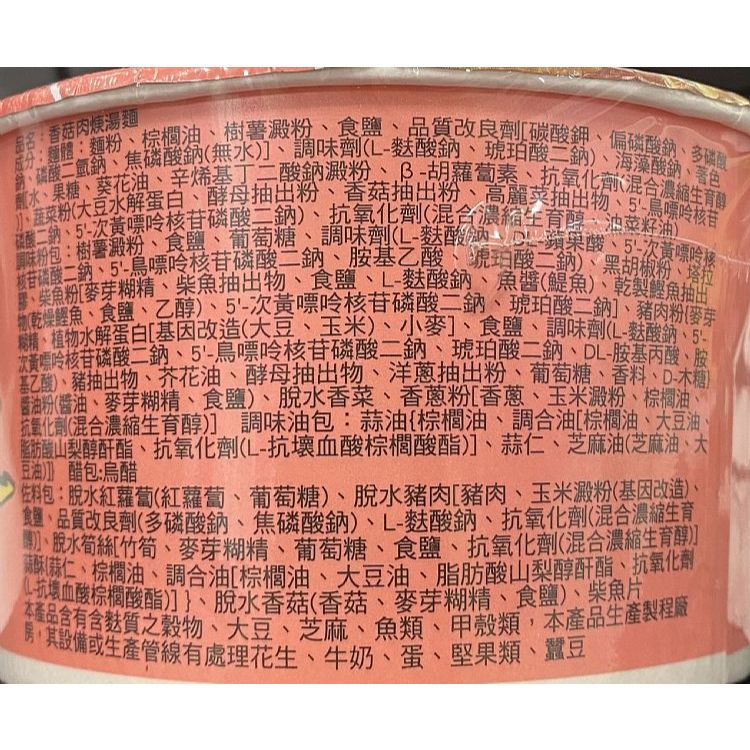 品名：香菇肉焿湯麵
成分：麵體：麵粉、棕櫚油、樹薯澱粉、食鹽、品質改良劑[碳酸鉀、偏磷酸鈉、多磷酸
鈉、磷酸二氫鈉、焦磷酸鈉(無水)]、調味劑(L-麩酸鈉、琥珀酸二鈉)、海藻酸鈉、著色
劑[水、果糖、葵花油、辛烯基丁二酸鈉澱粉、β-胡蘿蔔素、抗氧化劑(混合濃縮生育醇
)]、蔬菜粉(大豆水解蛋白、酵母抽出粉、香菇抽出粉、高麗菜抽出物、5'-鳥嘌呤核苷
磷酸二鈉、5'-次黃嘌呤核苷磷酸二鈉)、抗氧化劑(混合濃縮生育醇、油菜籽油)
調味粉包：樹薯澱粉、食鹽、葡萄糖、調味劑(L-麩酸鈉、DL-蘋果酸、5'-次黃嘌呤核
苷磷酸二鈉、5'-鳥嘌呤核苷磷酸二鈉、胺基乙酸、琥珀酸二鈉)、黑胡椒粉、塔拉
膠、柴魚粉[麥芽糊精、柴魚抽出物、食鹽、L-麩酸鈉、魚醬(鯷魚)、乾製鰹魚抽出
物(乾燥鰹魚、食鹽、乙醇)、5'-次黃嘌呤核苷磷酸二鈉、琥珀酸二鈉]、豬肉粉(麥芽
糊精、植物水解蛋白[基因改造(大豆、玉米)、小麥]、食鹽、調味劑(L-麩酸鈉、5'-
次黃嘌呤核苷磷酸二鈉、5'-鳥嘌呤核苷磷酸二鈉、琥珀酸二鈉、DL-胺基丙酸、胺
基乙酸)、豬抽出物、芥花油、酵母抽出物、洋蔥抽出粉、葡萄糖、香料、D-木糖)、
醬油粉(醬油、麥芽糊精、食鹽)、脫水香菜、香蔥粉[香蔥、玉米澱粉、棕櫚油、
抗氧化劑(混合濃縮生育醇)] 調味油包：蒜油{棕櫚油、調合油[棕櫚油、大豆油、
脂肪酸山梨醇酐酯、抗氧化劑(L-抗壞血酸棕櫚酸酯)]、蒜仁、芝麻油(芝麻油、大
豆油)}} 醋包:烏醋
佐料包：脫水紅蘿蔔(紅蘿蔔、葡萄糖)、脫水豬肉[豬肉、玉米澱粉(基因改造)、
食鹽、品質改良劑(多磷酸鈉、焦磷酸鈉)、L-麩酸鈉、抗氧化劑(混合濃縮生育
醇)]、脫水筍絲[竹筍、麥芽糊精、葡萄糖、食鹽、抗氧化劑(混合濃縮生育醇)]、
蒜酥{蒜仁、棕櫚油、調合油[棕櫚油、大豆油、脂肪酸山梨醇酐酯、抗氧化劑
(L-抗壞血酸棕櫚酸酯)]}、脫水香菇(香菇、麥芽糊精、食鹽)、柴魚片
本產品含有含麩質之穀物、大豆、芝麻、魚類、甲殼類，本產品生產製程廠
房，其設備或生產管線有處理花生、牛奶、蛋、堅果類、蠶豆